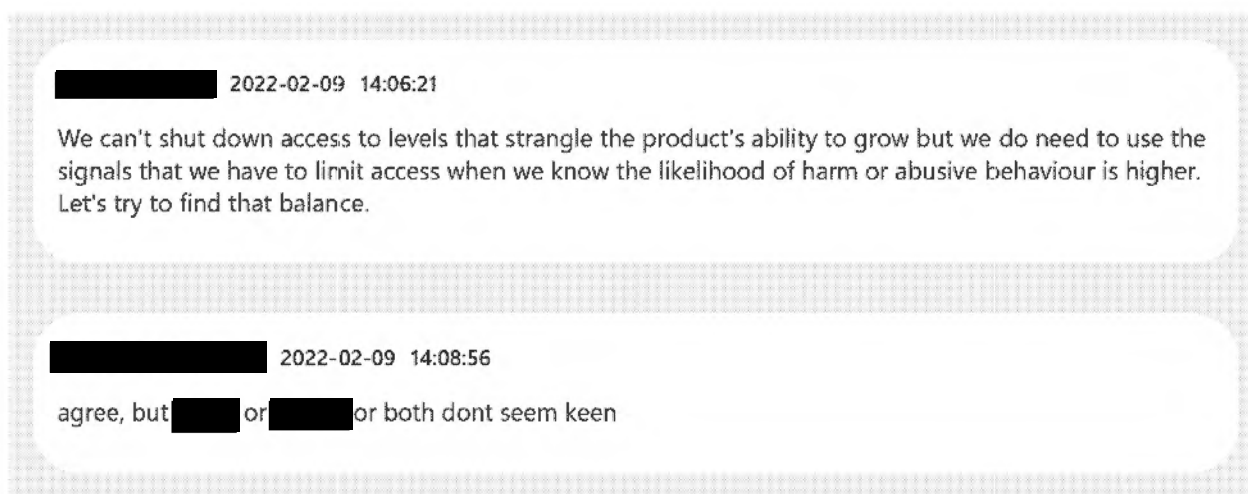 2022-02-09 14:06:21
We can't shut down access to levels that strangle the product's ability to grow but we do need to use the
signals that we have to limit access when we know the likelihood of harm or abusive behaviour is higher.
Let's try to find that balance.
2022-02-09 14:08:56
agree, but or or both dont seem keen